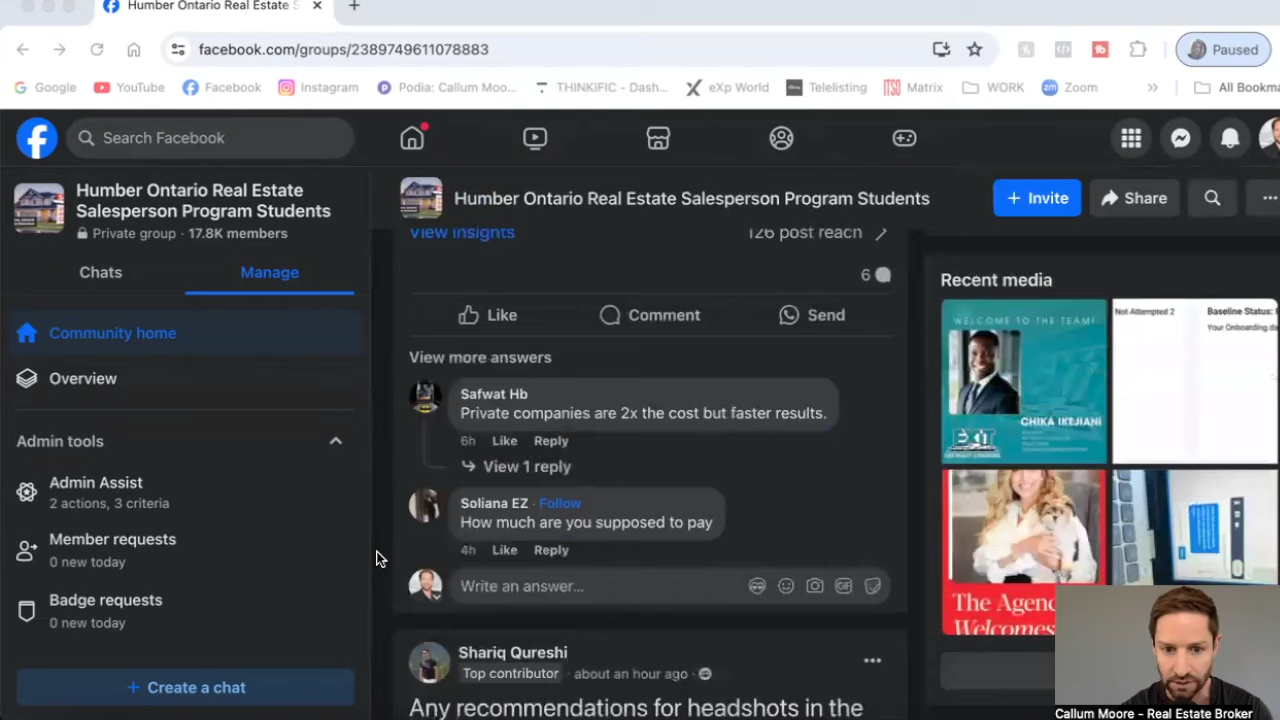 Humber Ontario Real Estate S
facebook.com/groups/2389749611078883
Paused
Google
YouTube
Facebook
Instagram
Podia: Callum Moo...
THINKIFIC - Dash...
eXp World
Telelisting
Matrix
WORK
Zoom
All Bookma
Search Facebook
Humber Ontario Real Estate
Salesperson Program Students
Private group · 17.8K members
Chats
Manage
Community home
Overview
Admin tools
Admin Assist
2 actions, 3 criteria
Member requests
0 new today
Badge requests
0 new today
+ Create a chat
Humber Ontario Real Estate Salesperson Program Students
+ Invite
Share
View insights
126 post reach
6
Like
Comment
Send
View more answers
Safwat Hb
Private companies are 2x the cost but faster results.
6h Like Reply
View 1 reply
Soliana EZ · Follow
How much are you supposed to pay
4h Like Reply
Write an answer...
GIF
Shariq Qureshi
Top contributor · about an hour ago ·
Any recommendations for headshots in the
Recent media
WELCOME TO THE TEAM!
CHIKA IKEJIANI
EXIT
Not Attempted 2
Baseline Status:
Your Onboarding d
The Agenc
Welcomes
Callum Moore - Real Estate Broker